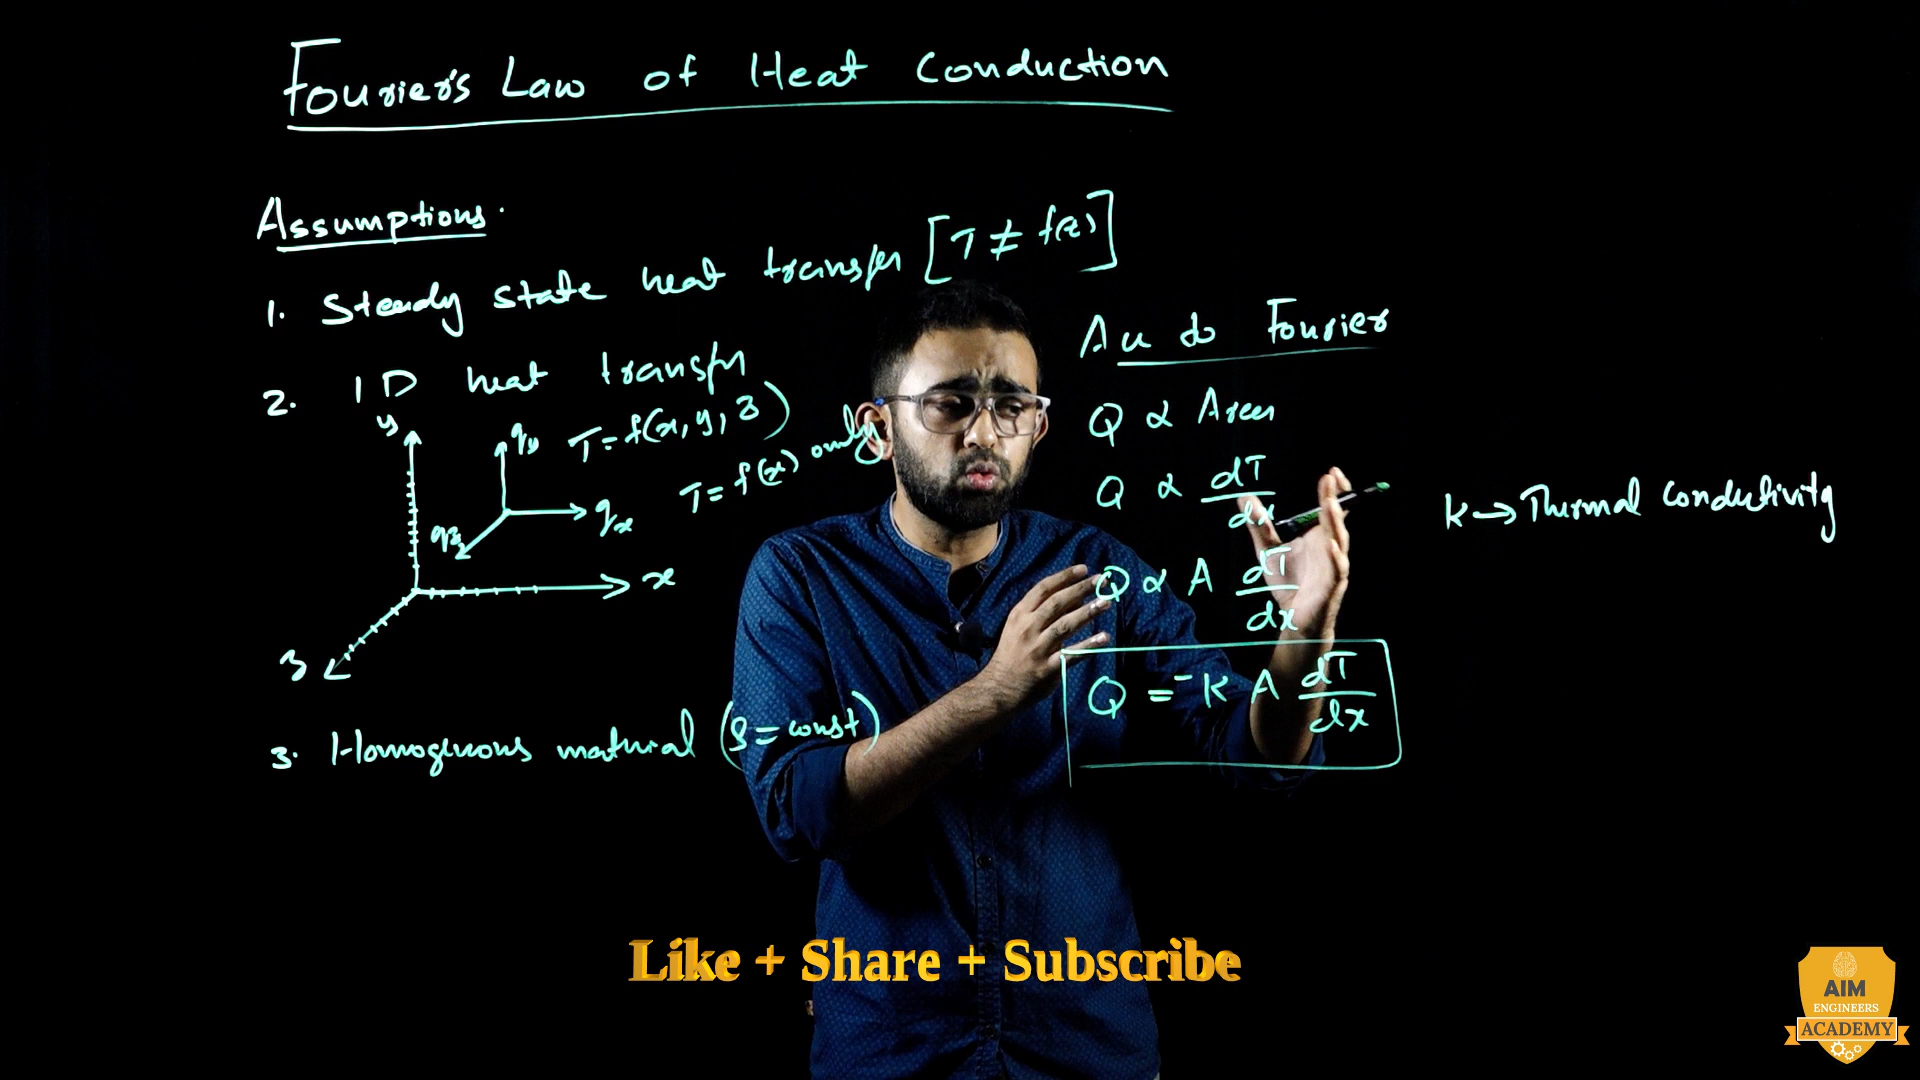 Fourier's Law of Heat Conduction
Assumptions.
1. Steady state heat transfer [T ≠ f(z)]
2. 1D heat transfer
y
qy
T = f(x, y, z)
T = f(x) only
qx
qz
x
z
3. Homogenous material (ρ = const)
Acc to Fourier
Q ∝ Area
Q ∝ dT/dx
k → Thermal conductivity
Q ∝ A dT/dx
Q = - K A dT/dx
Like + Share + Subscribe
AIM
ENGINEERS
ACADEMY